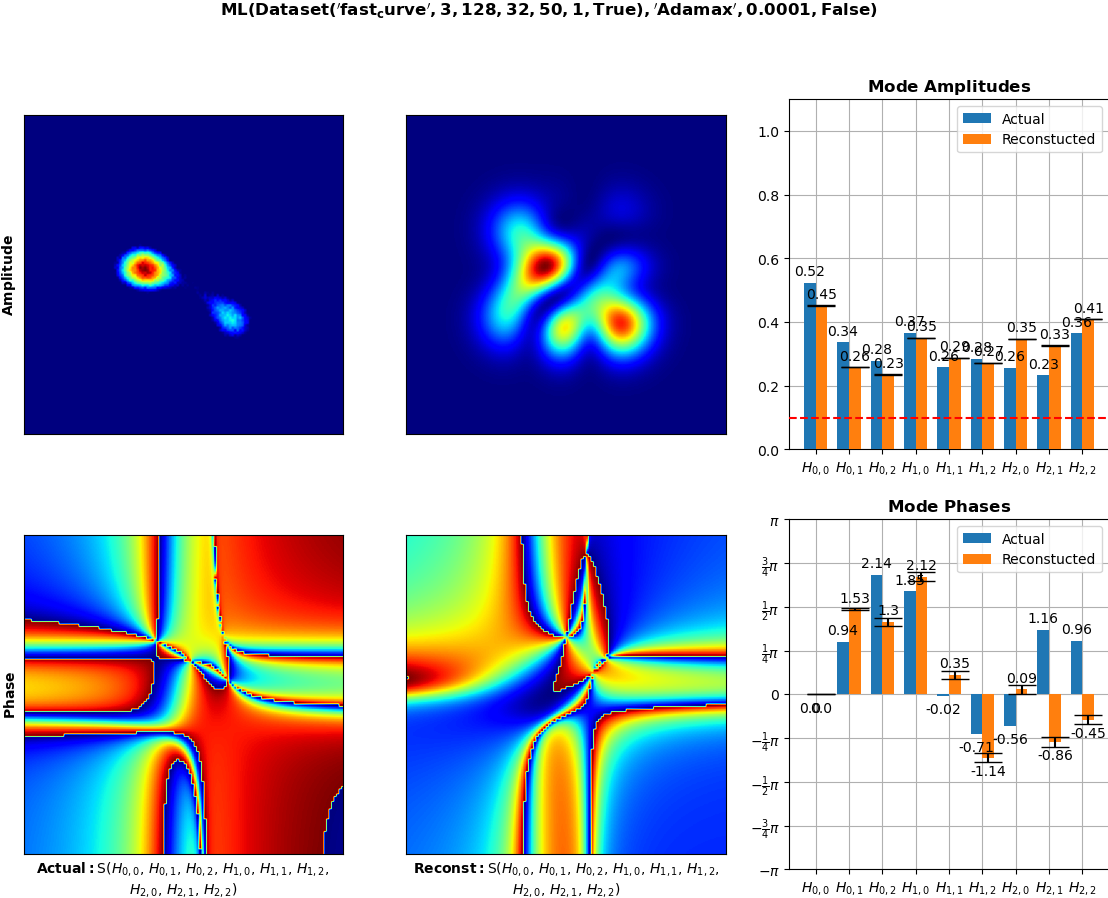 ML(Dataset('fast_curve', 3, 128, 32, 50, 1, True), 'Adamax', 0.0001, False)
Amplitude
Mode Amplitudes
Actual
Reconstucted
1.0
0.8
0.6
0.4
0.2
0.0
0.52
0.45
0.34
0.26
0.28
0.23
0.37
0.35
0.26
0.29
0.28
0.27
0.26
0.35
0.23
0.33
0.36
0.41
H0,0 H0,1 H0,2 H1,0 H1,1 H1,2 H2,0 H2,1 H2,2
Phase
Actual: S(H0,0, H0,1, H0,2, H1,0, H1,1, H1,2,
H2,0, H2,1, H2,2)
Reconst: S(H0,0, H0,1, H0,2, H1,0, H1,1, H1,2,
H2,0, H2,1, H2,2)
Mode Phases
Actual
Reconstucted
π
3/4π
1/2π
1/4π
0
−1/4π
−1/2π
−3/4π
−π
0.0
0.0
0.94
1.53
2.14
1.3
1.85
2.12
-0.02
0.35
-0.71
-1.14
-0.56
0.09
1.16
-0.86
0.96
-0.45
H0,0 H0,1 H0,2 H1,0 H1,1 H1,2 H2,0 H2,1 H2,2